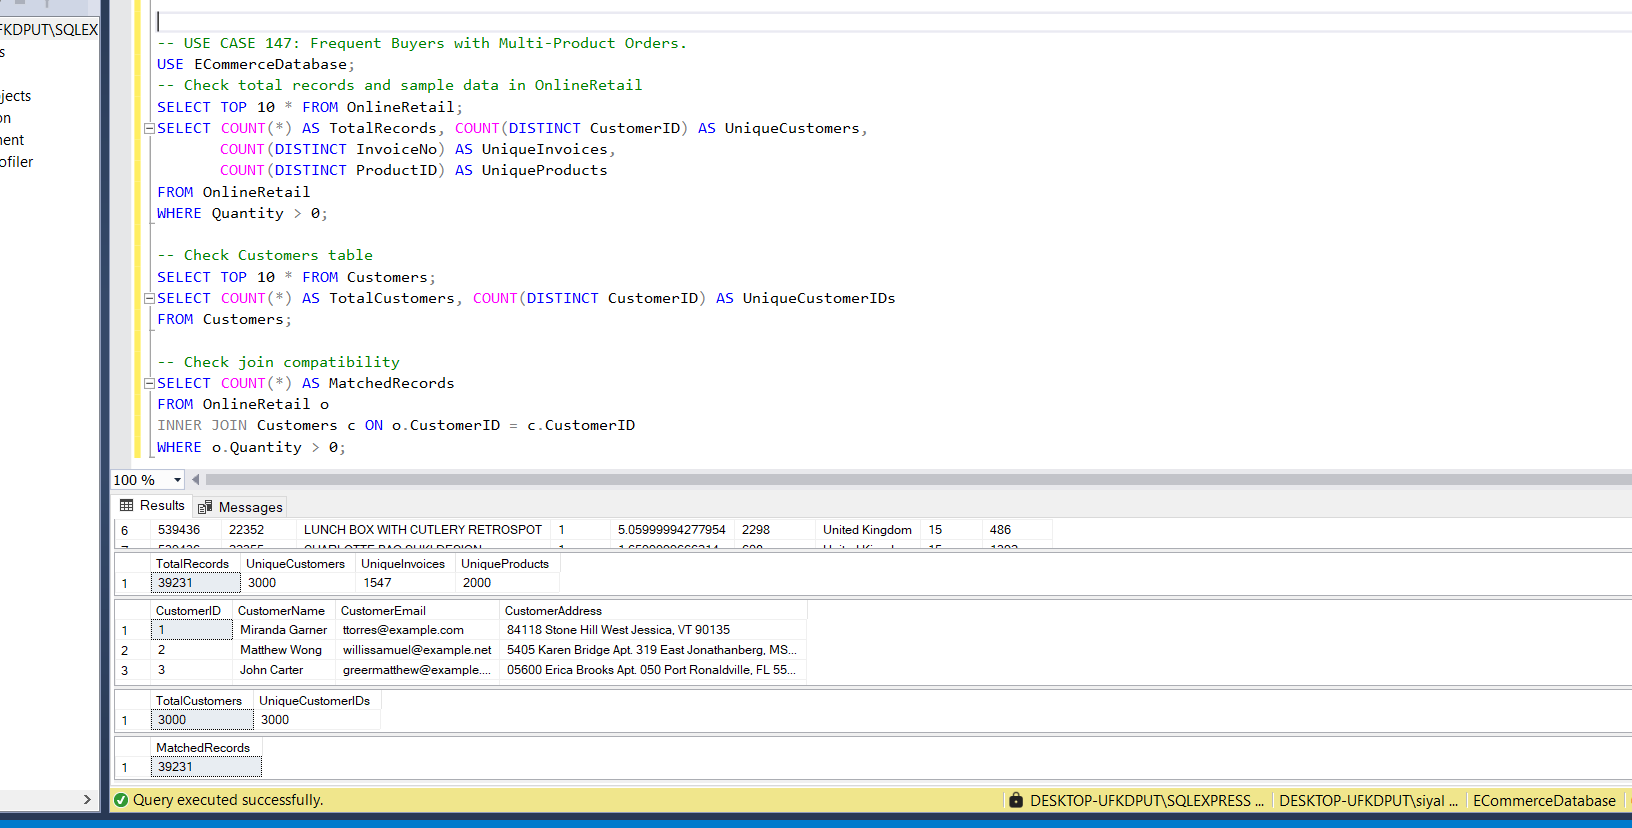 FKDPUT\SQLEX
s
jects
on
nent
ofiler
-- USE CASE 147: Frequent Buyers with Multi-Product Orders.
USE ECommerceDatabase;
-- Check total records and sample data in OnlineRetail
SELECT TOP 10 * FROM OnlineRetail;
SELECT COUNT(*) AS TotalRecords, COUNT(DISTINCT CustomerID) AS UniqueCustomers,
COUNT(DISTINCT InvoiceNo) AS UniqueInvoices,
COUNT(DISTINCT ProductID) AS UniqueProducts
FROM OnlineRetail
WHERE Quantity > 0;
-- Check Customers table
SELECT TOP 10 * FROM Customers;
SELECT COUNT(*) AS TotalCustomers, COUNT(DISTINCT CustomerID) AS UniqueCustomerIDs
FROM Customers;
-- Check join compatibility
SELECT COUNT(*) AS MatchedRecords
FROM OnlineRetail o
INNER JOIN Customers c ON o.CustomerID = c.CustomerID
WHERE o.Quantity > 0;
100 %
Results Messages
6 539436 22352 LUNCH BOX WITH CUTLERY RETROSPOT 1 5.05999994277954 2298 United Kingdom 15 486
TotalRecords UniqueCustomers UniqueInvoices UniqueProducts
1 39231 3000 1547 2000
CustomerID CustomerName CustomerEmail CustomerAddress
1 1 Miranda Garner ttorres@example.com 84118 Stone Hill West Jessica, VT 90135
2 2 Matthew Wong willissamuel@example.net 5405 Karen Bridge Apt. 319 East Jonathanberg, MS...
3 3 John Carter greermatthew@example.... 05600 Erica Brooks Apt. 050 Port Ronaldville, FL 55...
TotalCustomers UniqueCustomerIDs
1 3000 3000
MatchedRecords
1 39231
Query executed successfully. DESKTOP-UFKDPUT\SQLEXPRESS ... DESKTOP-UFKDPUT\siyal ... ECommerceDatabase